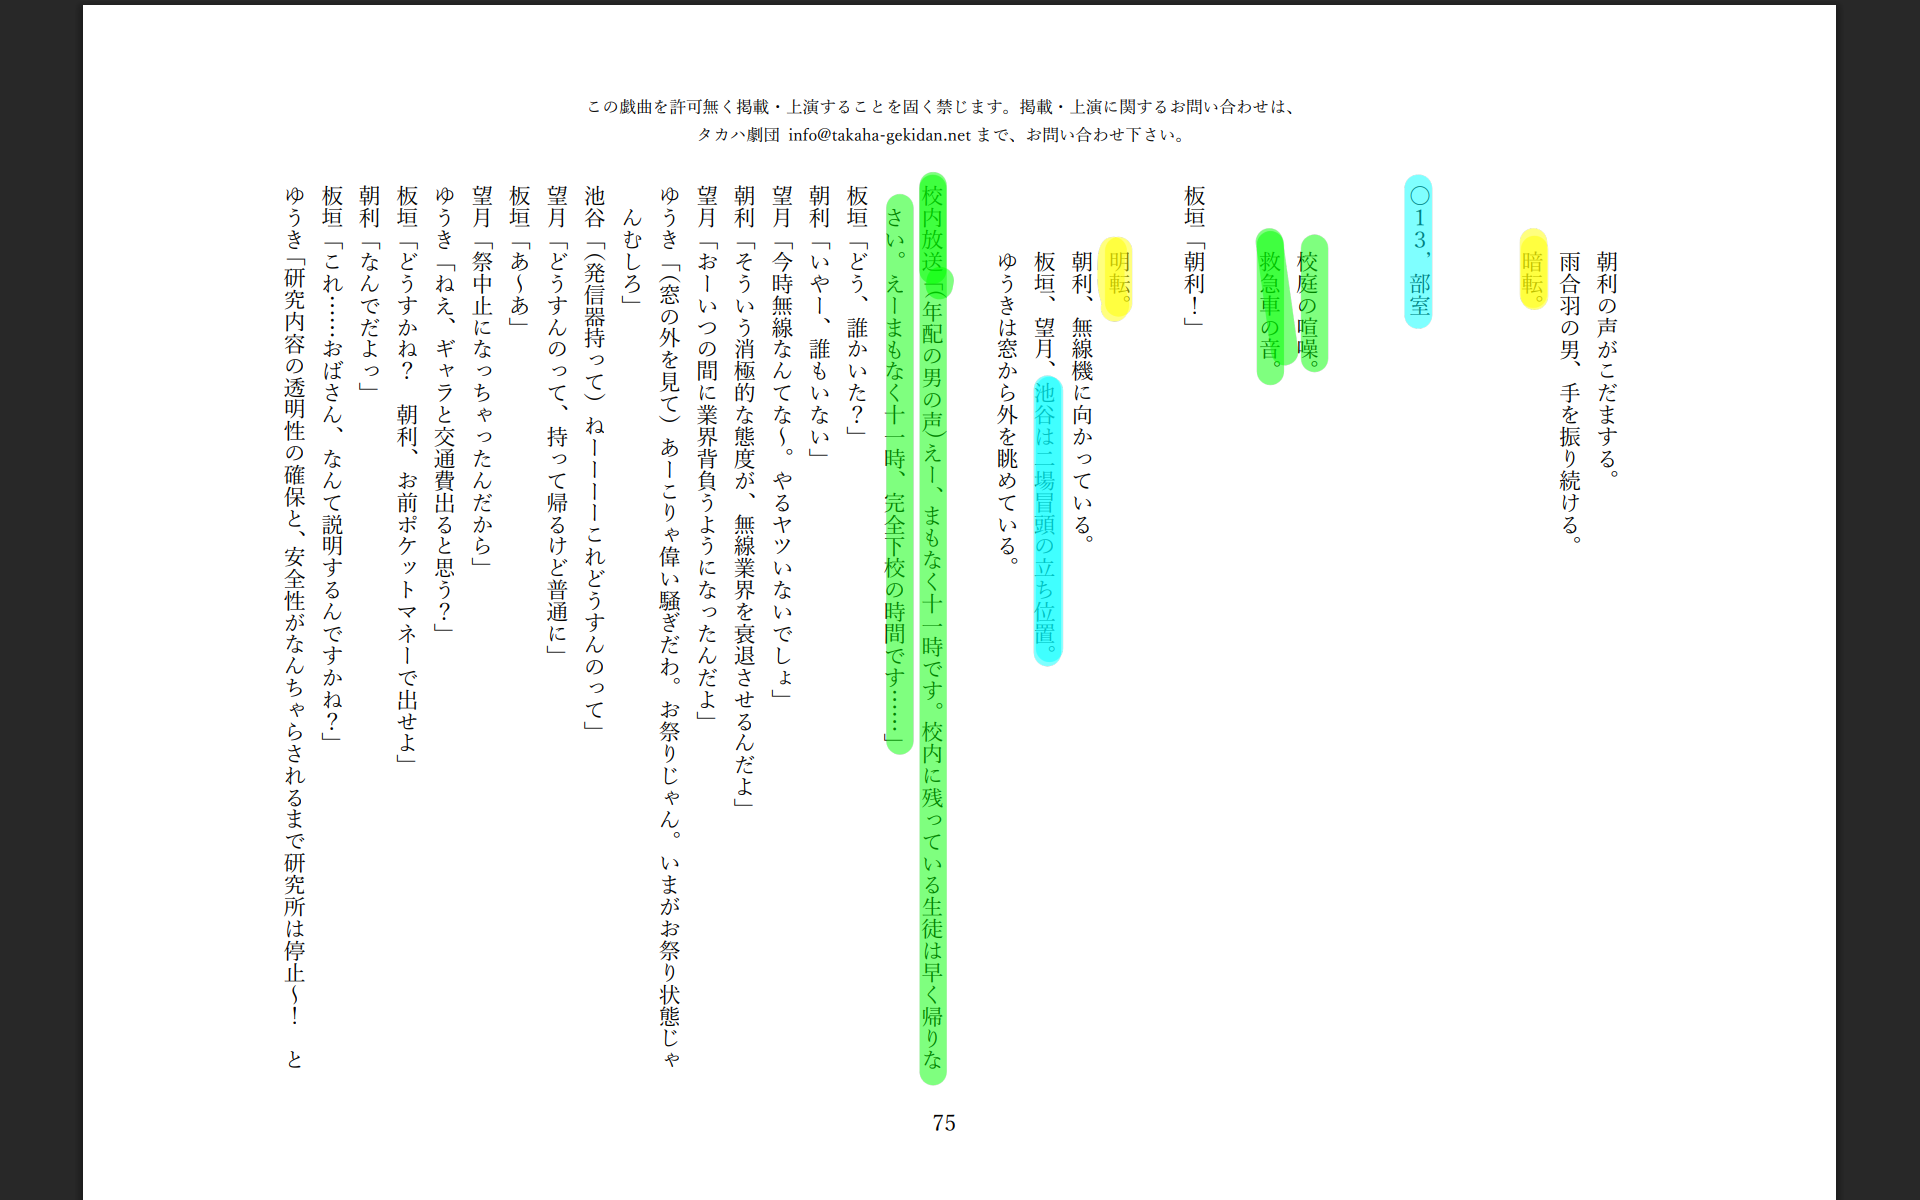 この戯曲を許可無く掲載・上演することを固く禁じます。掲載・上演に関するお問い合わせは、
タカハ劇団 info@takaha-gekidan.net まで、お問い合わせ下さい。
朝利の声がこだまする。
雨合羽の男、手を振り続ける。
暗転。
〇13，部室
校庭の喧噪。
救急車の音。
板垣「朝利！」
明転。
朝利、無線機に向かっている。
板垣、望月、池谷は二場冒頭の立ち位置。
ゆうきは窓から外を眺めている。
校内放送「（年配の男の声）えー、まもなく十一時です。校内に残っている生徒は早く帰りな
さい。えーまもなく十一時、完全下校の時間です……」
板垣「どう、誰かいた？」
朝利「いやー、誰もいない」
望月「今時無線なんてな～。やるヤツいないでしょ」
朝利「そういう消極的な態度が、無線業界を衰退させるんだよ」
望月「おーいつの間に業界背負うようになったんだよ」
ゆうき「（窓の外を見て）あーこりゃ偉い騒ぎだわ。お祭りじゃん。いまがお祭り状態じゃ
んむしろ」
池谷「（発信器持って）ねーーーーこれどうすんのって」
望月「どうすんのって、持って帰るけど普通に」
板垣「あ～あ」
望月「祭中止になっちゃったんだから」
ゆうき「ねえ、ギャラと交通費出ると思う？」
板垣「どうすかね？　朝利、お前ポケットマネーで出せよ」
朝利「なんでだよっ」
板垣「これ……おばさん、なんて説明するんですかね？」
ゆうき「研究内容の透明性の確保と、安全性がなんちゃらされるまで研究所は停止～！　と
75